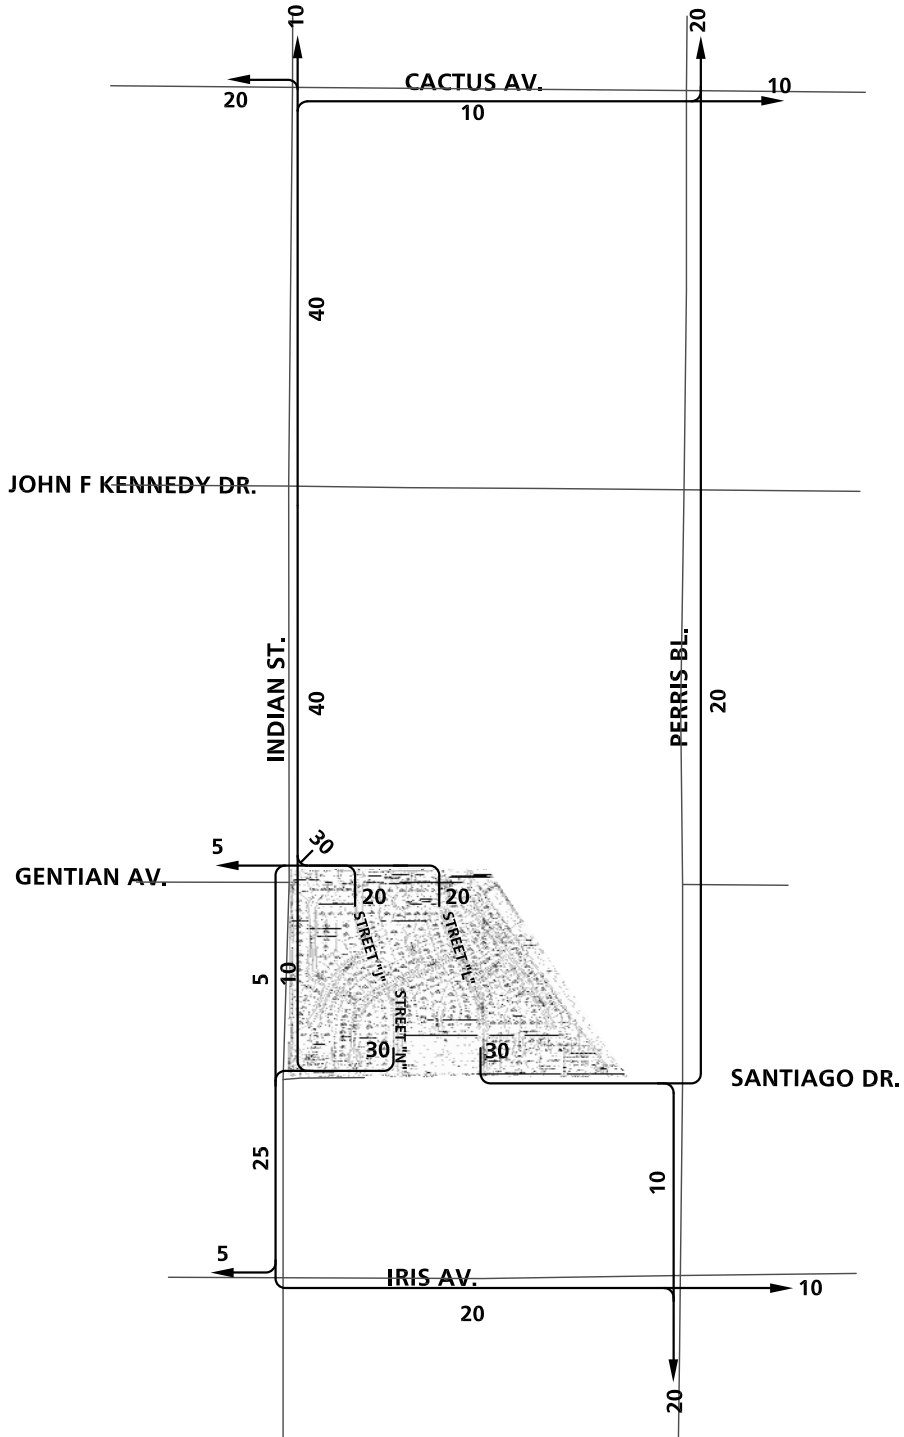 10
20
CACTUS AV.
10
20
10
40
JOHN F KENNEDY DR.
INDIAN ST.
PERRIS BL.
40
20
30
5
GENTIAN AV.
20
20
STREET "J"
STREET "L"
5
10
STREET "N"
30
30
SANTIAGO DR.
25
10
5
IRIS AV.
10
20
20